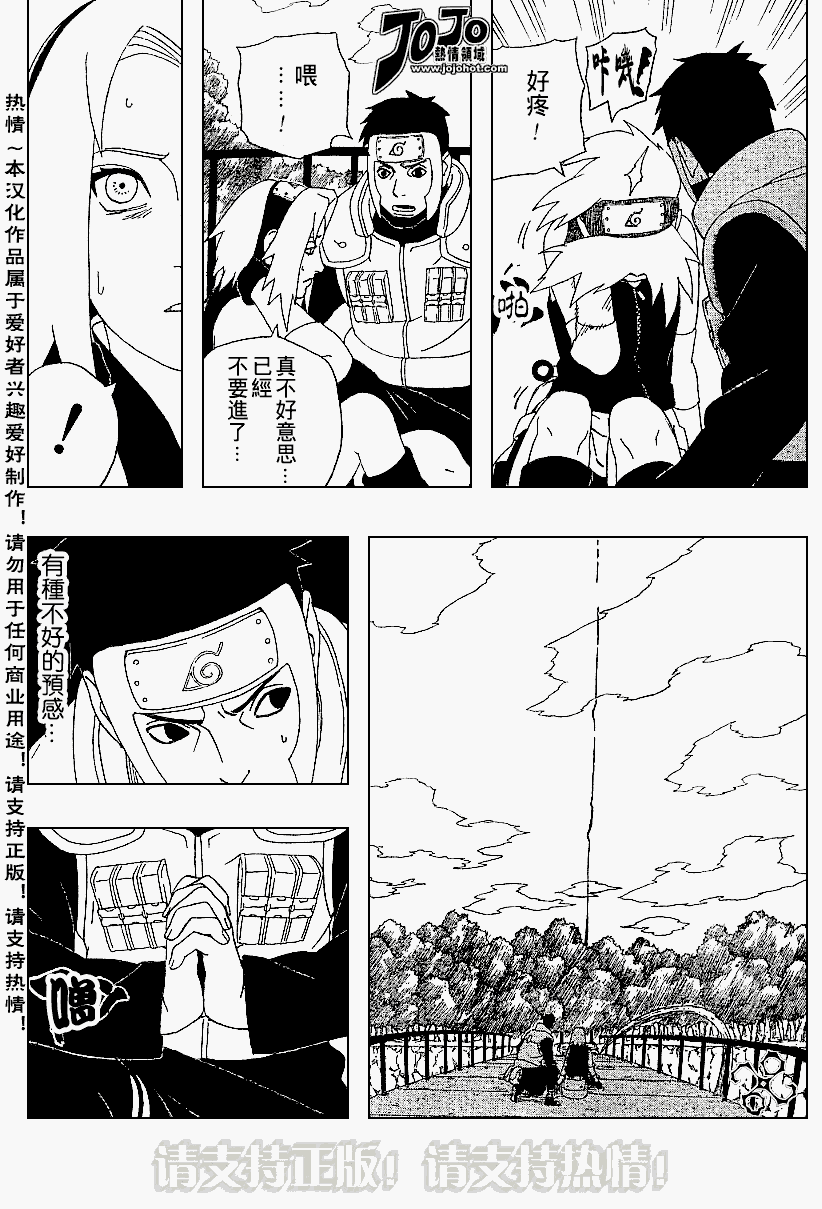 JOJO
熱情領域
www.jojohot.com
咔嚓!
好疼!
啪
喂
……!
真不好意思…
已經
不要進了…
!
有種不好的預感…
噜
热情~本汉化作品属于爱好者兴趣爱好制作!请勿用于任何商业用途!请支持正版!请支持热情!
请支持正版! 请支持热情!